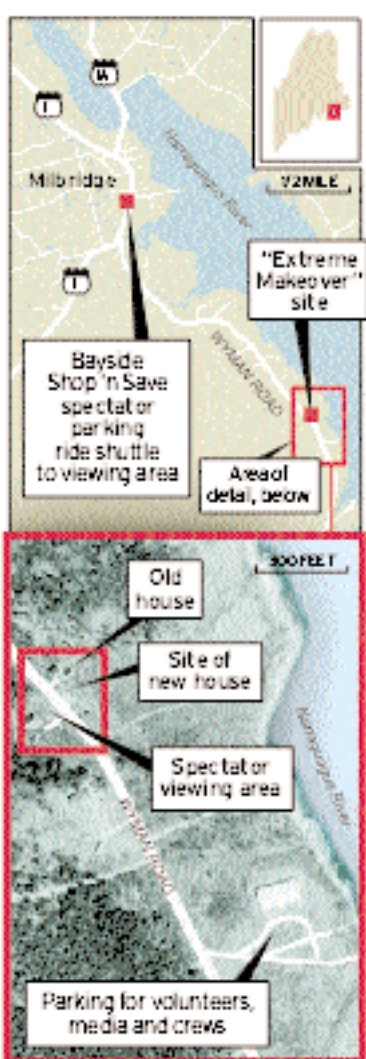 1A
1
Narraguagus River
Milbridge
1/2 MILE
1
"Extreme
Makeover"
site
WYMAN ROAD
Bayside
Shop 'n Save
spectator
parking
ride shuttle
to viewing area
Area of
detail, below
300 FEET
Old
house
Site of
new house
Narraguagus River
Spectator
viewing area
WYMAN ROAD
Parking for volunteers,
media and crews